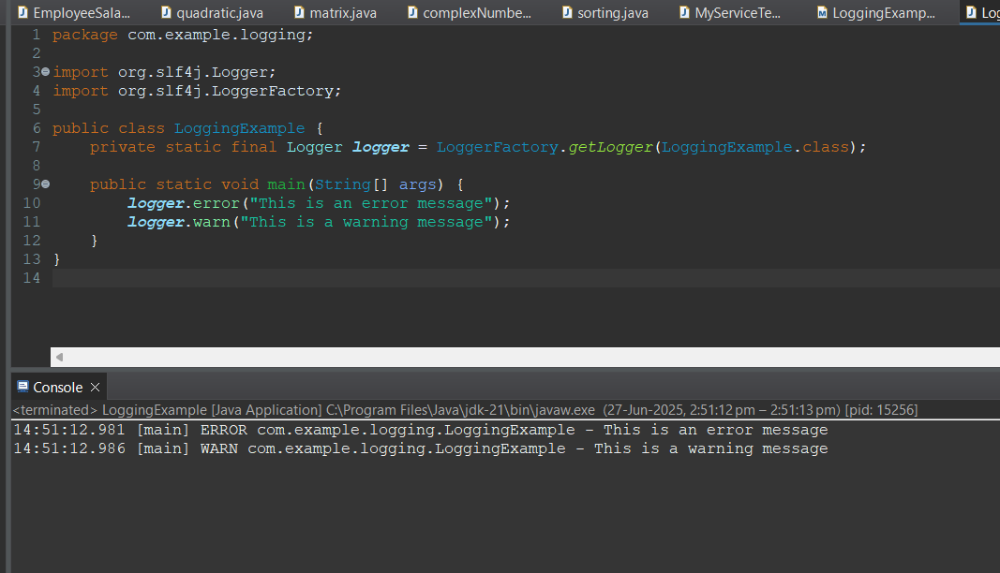 EmployeeSala... quadratic.java matrix.java complexNumbe... sorting.java MyServiceTe... LoggingExamp... Log
1 package com.example.logging;
2
3 import org.slf4j.Logger;
4 import org.slf4j.LoggerFactory;
5
6 public class LoggingExample {
7     private static final Logger logger = LoggerFactory.getLogger(LoggingExample.class);
8
9     public static void main(String[] args) {
10         logger.error("This is an error message");
11         logger.warn("This is a warning message");
12     }
13 }
14
Console
<terminated> LoggingExample [Java Application] C:\Program Files\Java\jdk-21\bin\javaw.exe (27-Jun-2025, 2:51:12 pm – 2:51:13 pm) [pid: 15256]
14:51:12.981 [main] ERROR com.example.logging.LoggingExample - This is an error message
14:51:12.986 [main] WARN com.example.logging.LoggingExample - This is a warning message